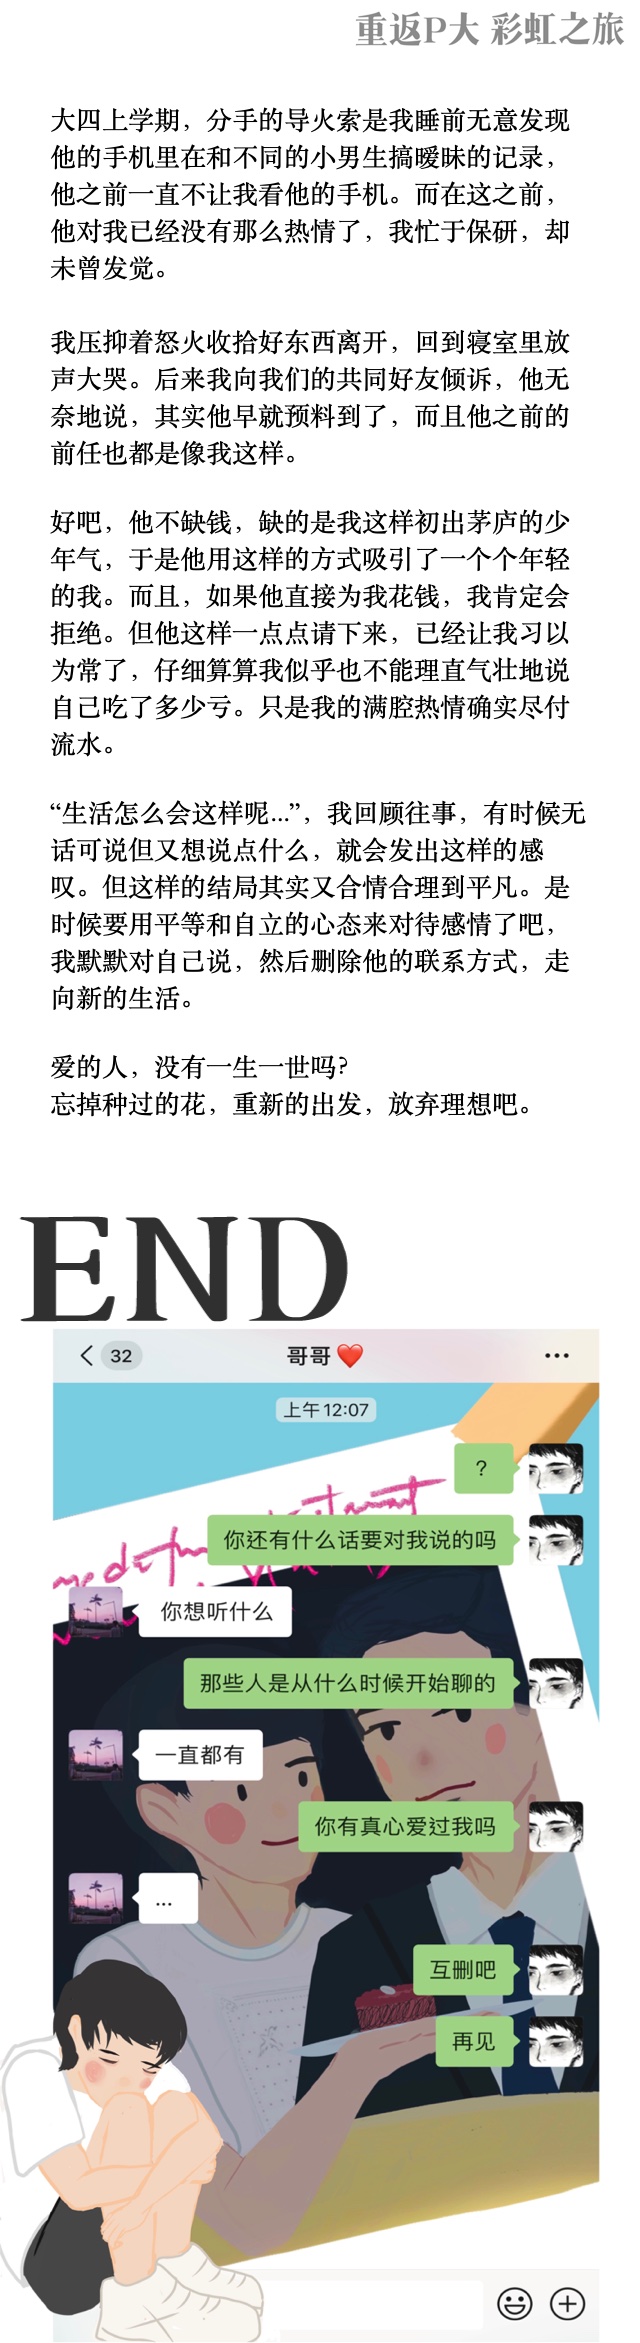 重返P大 彩虹之旅
大四上学期，分手的导火索是我睡前无意发现
他的手机里在和不同的小男生搞暧昧的记录，
他之前一直不让我看他的手机。而在这之前，
他对我已经没有那么热情了，我忙于保研，却
未曾发觉。
我压抑着怒火收拾好东西离开，回到寝室里放
声大哭。后来我向我们的共同好友倾诉，他无
奈地说，其实他早就预料到了，而且他之前的
前任也都是像我这样。
好吧，他不缺钱，缺的是我这样初出茅庐的少
年气，于是他用这样的方式吸引了一个个年轻
的我。而且，如果他直接为我花钱，我肯定会
拒绝。但他这样一点点请下来，已经让我习以
为常了，仔细算算我似乎也不能理直气壮地说
自己吃了多少亏。只是我的满腔热情确实尽付
流水。
“生活怎么会这样呢...”，我回顾往事，有时候无
话可说但又想说点什么，就会发出这样的感
叹。但这样的结局其实又合情合理到平凡。是
时候要用平等和自立的心态来对待感情了吧，
我默默对自己说，然后删除他的联系方式，走
向新的生活。
爱的人，没有一生一世吗？
忘掉种过的花，重新的出发，放弃理想吧。
END
32
哥哥❤️
上午12:07
？
你还有什么话要对我说的吗
你想听什么
那些人是从什么时候开始聊的
一直都有
你有真心爱过我吗
...
互删吧
再见